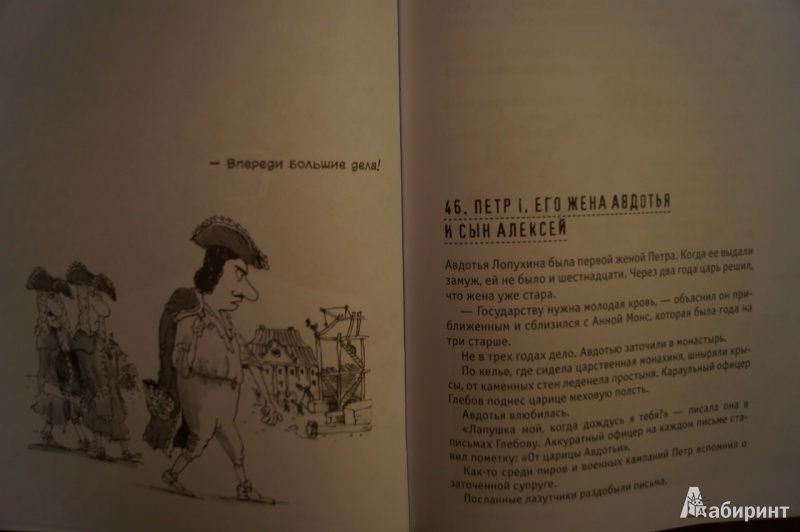 — Впереди большие дела!
46. ПЕТР I, ЕГО ЖЕНА АВДОТЬЯ
И СЫН АЛЕКСЕЙ
Авдотья Лопухина была первой женой Петра. Когда ее выдали
замуж, ей не было и шестнадцати. Через два года царь решил,
что жена уже стара.
— Государству нужна молодая кровь, — объяснил он при-
ближенным и сблизился с Анной Монс, которая была года на
три старше.
Не в трех годах дело. Авдотью заточили в монастырь.
По келье, где сидела царственная монахиня, шныряли кры-
сы, от каменных стен леденела простыня. Караульный офицер
Глебов поднес царице меховую полсть.
Авдотья влюбилась.
«Лапушка мой, когда дождусь я тебя?» — писала она в
письмах Глебову. Аккуратный офицер на каждом письме ста-
вил пометку: «От царицы Авдотьи».
Как-то среди пиров и военных кампаний Петр вспомнил о
заточенной супруге.
Посланные лазутчики раздобыли письма.
Лабиринт